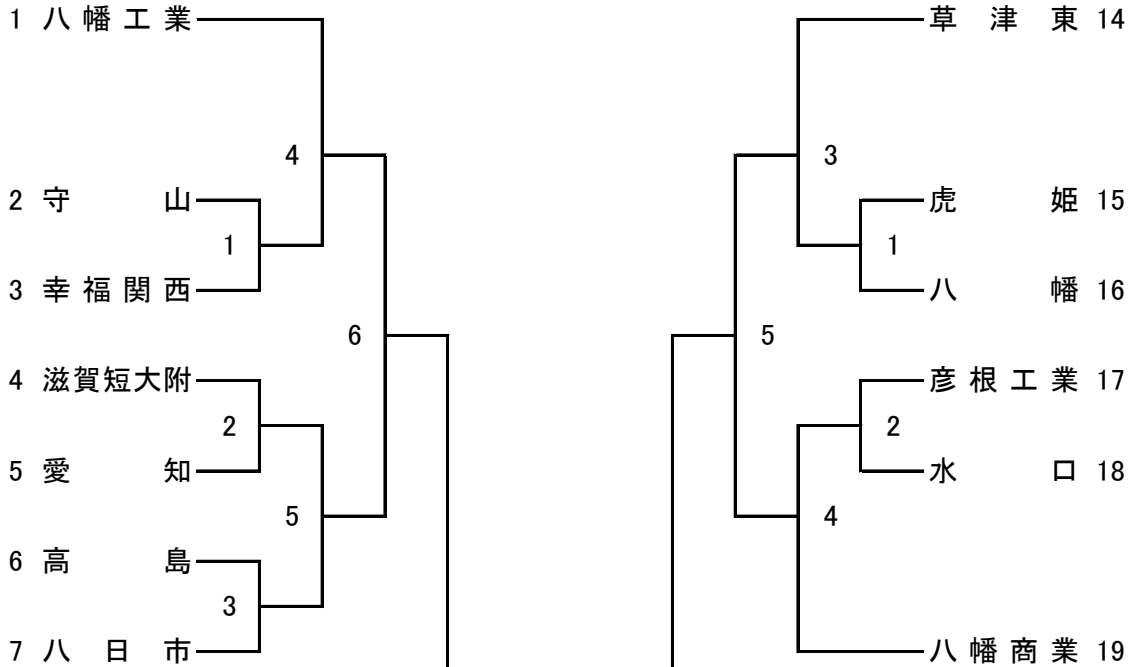 1 八幡工業
4
2 守山
1
3 幸福関西
6
4 滋賀短大附
2
5 愛知
5
6 高島
3
7 八日市
草津東 14
3
虎姫 15
1
八幡 16
5
彦根工業 17
2
水口 18
4
八幡商業 19